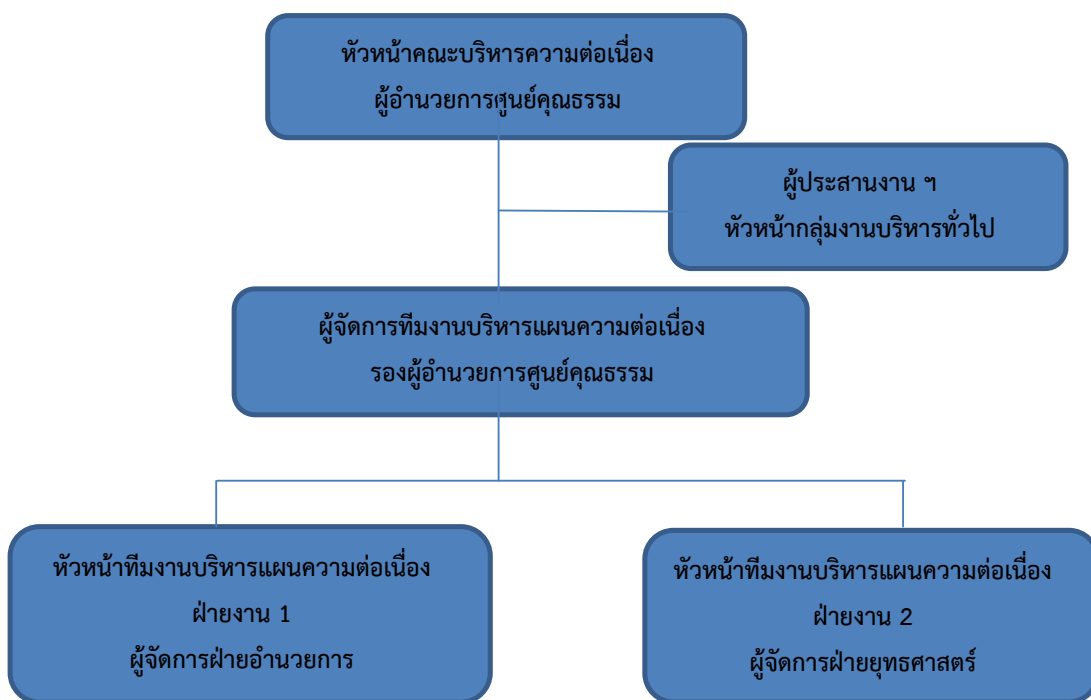 หัวหน้าคณะบริหารความต่อเนื่อง
ผู้อำนวยการศูนย์คุณธรรม
ผู้ประสานงาน ฯ
หัวหน้ากลุ่มงานบริหารทั่วไป
ผู้จัดการทีมงานบริหารแผนความต่อเนื่อง
รองผู้อำนวยการศูนย์คุณธรรม
หัวหน้าทีมงานบริหารแผนความต่อเนื่อง
ฝ่ายงาน 1
ผู้จัดการฝ่ายอำนวยการ
หัวหน้าทีมงานบริหารแผนความต่อเนื่อง
ฝ่ายงาน 2
ผู้จัดการฝ่ายยุทธศาสตร์